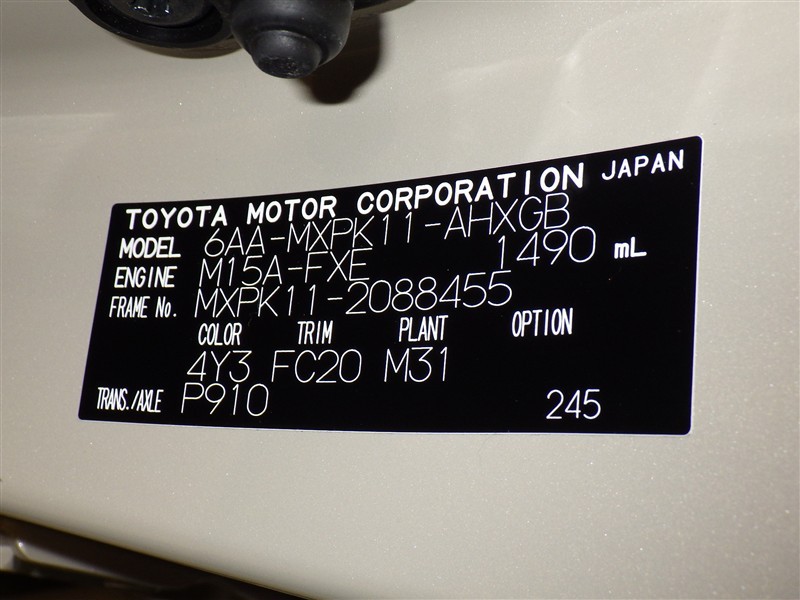 TOYOTA MOTOR CORPORATION JAPAN
MODEL 6AA-MXPK11-AHXGB
ENGINE M15A-FXE 1490 mL
FRAME No. MXPK11-2088455
COLOR TRIM PLANT OPTION
4Y3 FC20 M31
TRANS./AXLE P910 245